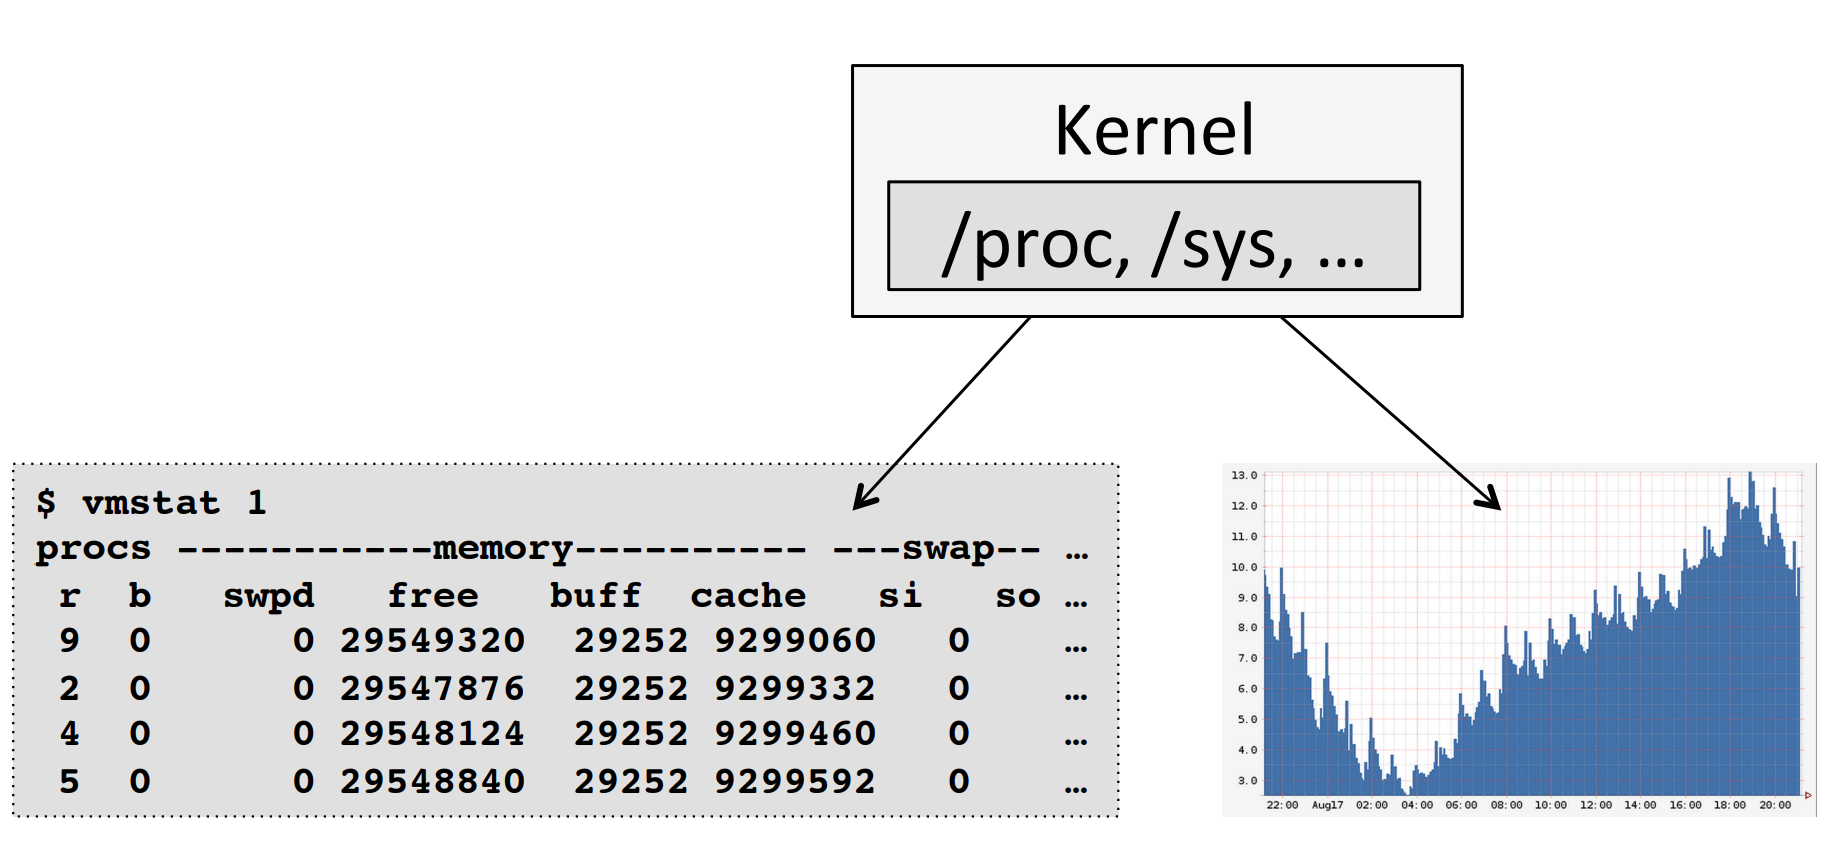 Kernel
/proc, /sys, …
$ vmstat 1
procs -----------memory---------- ---swap-- …
r b swpd free buff cache si so …
9 0 0 29549320 29252 9299060 0 …
2 0 0 29547876 29252 9299332 0 …
4 0 0 29548124 29252 9299460 0 …
5 0 0 29548840 29252 9299592 0 …
13.0
12.0
11.0
10.0
9.0
8.0
7.0
6.0
5.0
4.0
3.0
22:00 Aug17 02:00 04:00 06:00 08:00 10:00 12:00 14:00 16:00 18:00 20:00